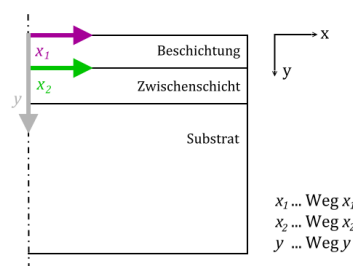 x
x₁
Beschichtung
y
x₂
Zwischenschicht
y
Substrat
x₁ ... Weg x₁
x₂ ... Weg x₂
y ... Weg y